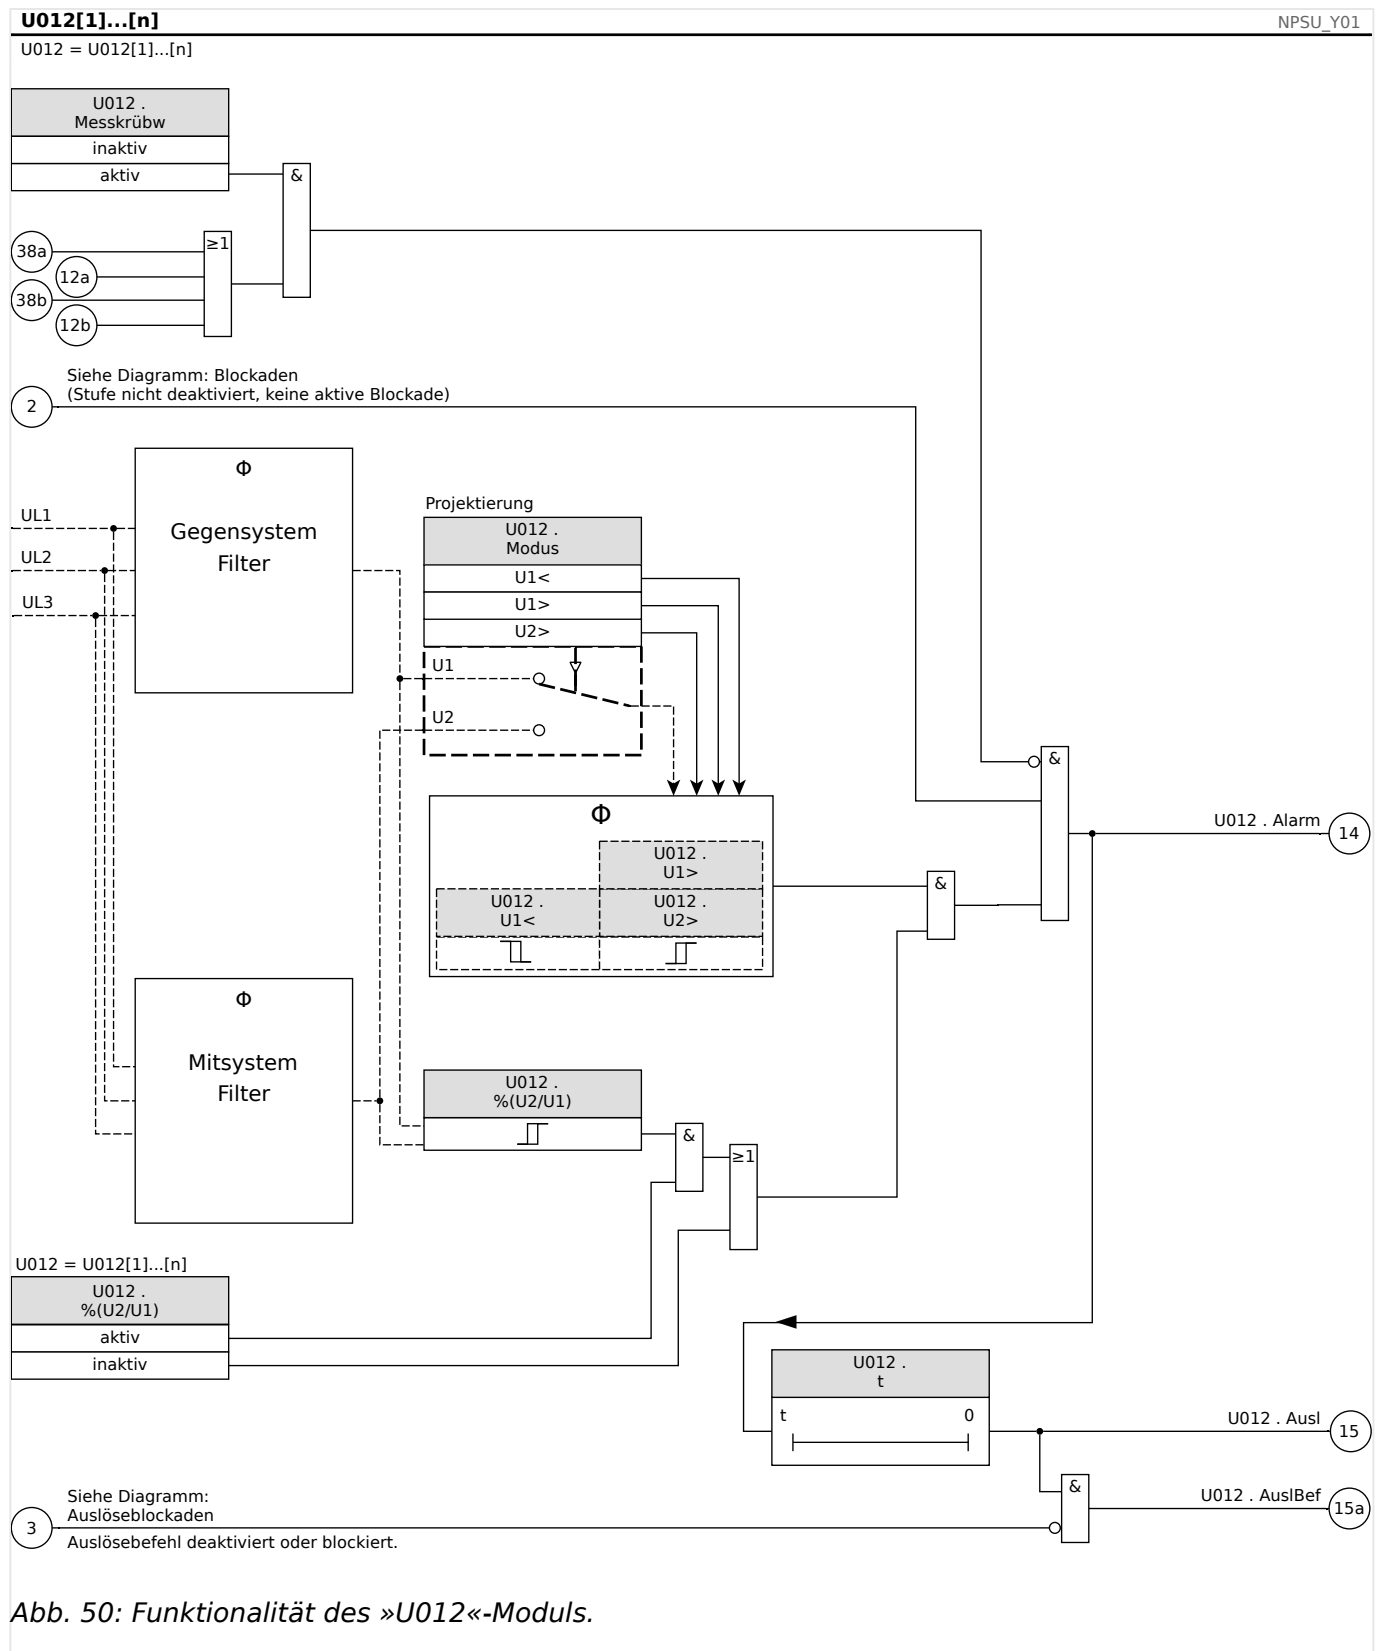 U012[1]...[n]
NPSU_Y01
U012 = U012[1]...[n]
U012 .
Messkrübw
inaktiv
aktiv
&
38a
≥1
12a
38b
12b
Siehe Diagramm: Blockaden
(Stufe nicht deaktiviert, keine aktive Blockade)
2
Φ
Gegensystem
Filter
UL1
UL2
UL3
Projektierung
U012 .
Modus
U1<
U1>
U2>
U1
U2
&
U012 . Alarm
14
Φ
U012 .
U1>
U012 .
U1<
U012 .
U2>
&
Φ
Mitsystem
Filter
U012 .
%(U2/U1)
&
≥1
U012 = U012[1]...[n]
U012 .
%(U2/U1)
aktiv
inaktiv
U012 .
t
t
0
U012 . Ausl
15
&
U012 . AuslBef
15a
Siehe Diagramm:
Auslöseblockaden
3
Auslösebefehl deaktiviert oder blockiert.
Abb. 50: Funktionalität des »U012«-Moduls.